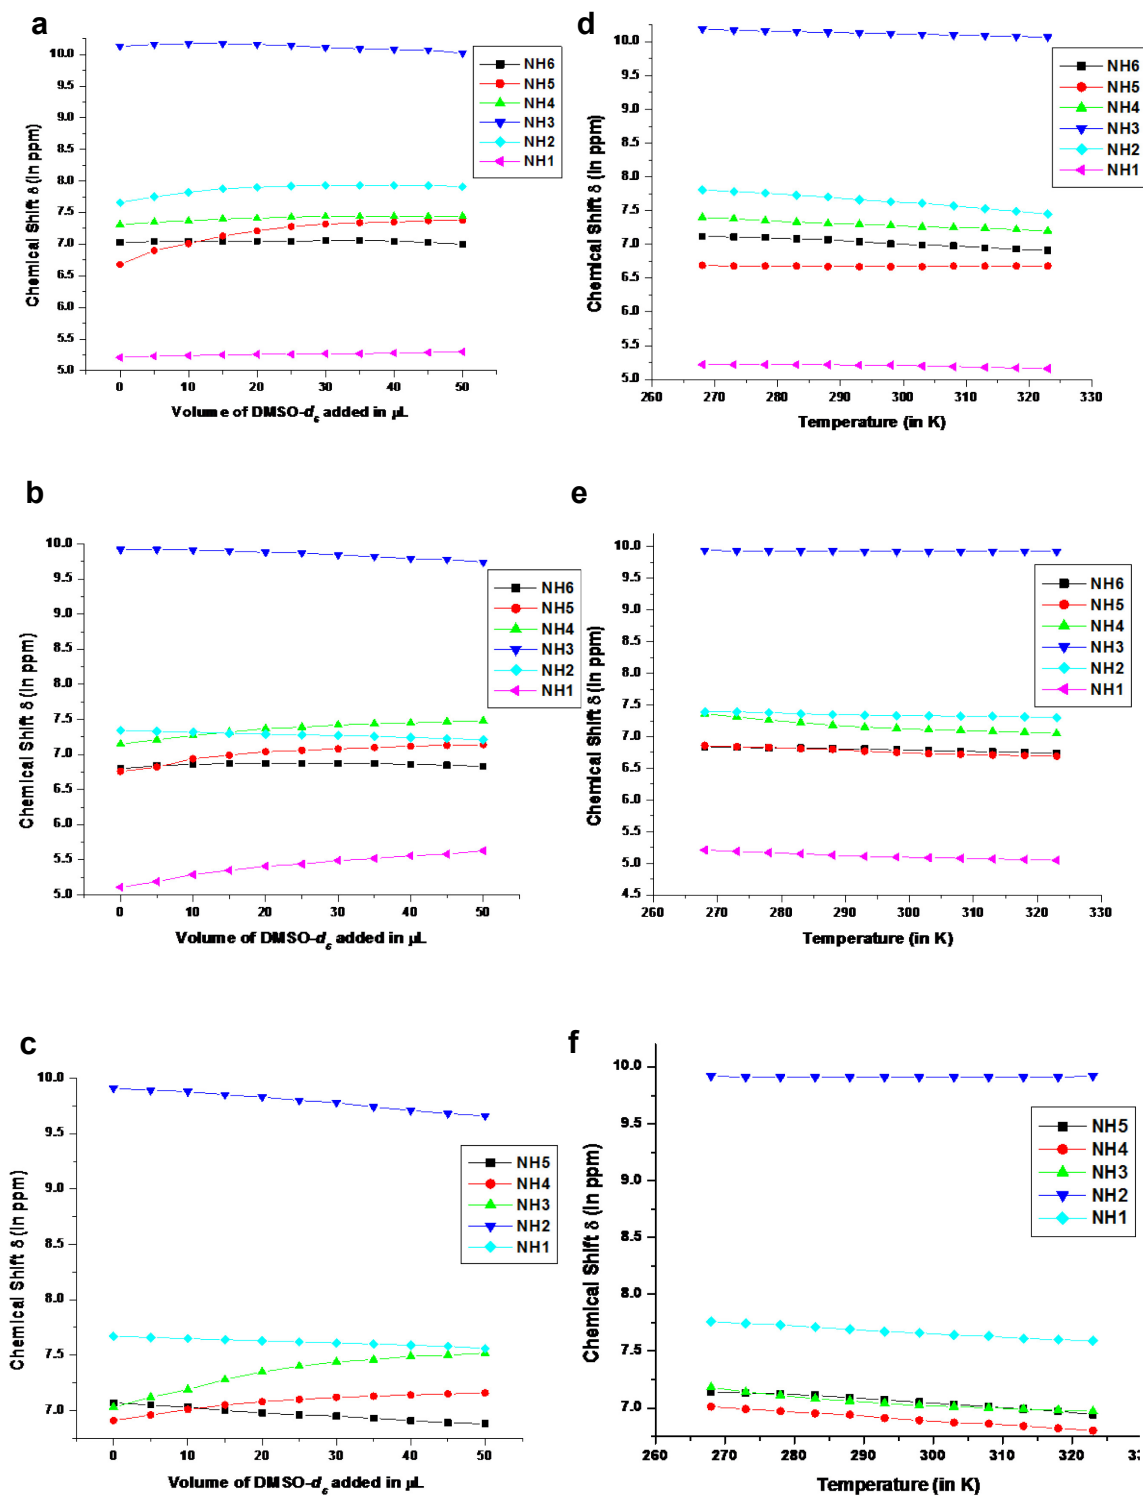 a
10.0
9.5
9.0
8.5
8.0
7.5
7.0
6.5
6.0
5.5
5.0
Chemical Shift δ (in ppm)
NH6
NH5
NH4
NH3
NH2
NH1
0 10 20 30 40 50
Volume of DMSO-d6 added in µL
d
10.0
9.5
9.0
8.5
8.0
7.5
7.0
6.5
6.0
5.5
5.0
Chemical Shift δ (in ppm)
NH6
NH5
NH4
NH3
NH2
NH1
260 270 280 290 300 310 320 330
Temperature (in K)
b
10.0
9.5
9.0
8.5
8.0
7.5
7.0
6.5
6.0
5.5
5.0
Chemical Shift δ (in ppm)
NH6
NH5
NH4
NH3
NH2
NH1
0 10 20 30 40 50
Volume of DMSO-d6 added in µL
e
10.0
9.5
9.0
8.5
8.0
7.5
7.0
6.5
6.0
5.5
5.0
4.5
Chemical Shift δ (in ppm)
NH6
NH5
NH4
NH3
NH2
NH1
260 270 280 290 300 310 320 330
Temperature (in K)
c
10.0
9.5
9.0
8.5
8.0
7.5
7.0
Chemical Shift δ (in ppm)
NH5
NH4
NH3
NH2
NH1
0 10 20 30 40 50
Volume of DMSO-d6 added in µL
f
10.0
9.5
9.0
8.5
8.0
7.5
7.0
Chemical Shift δ (in ppm)
NH5
NH4
NH3
NH2
NH1
260 270 280 290 300 310 320 33
Temperature (in K)